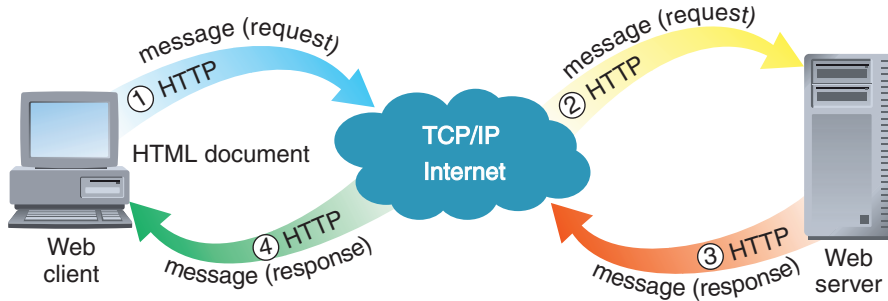 message (request)
1 HTTP
message (request)
2 HTTP
TCP/IP
Internet
HTML document
4 HTTP
message (response)
3 HTTP
message (response)
Web
client
Web
server